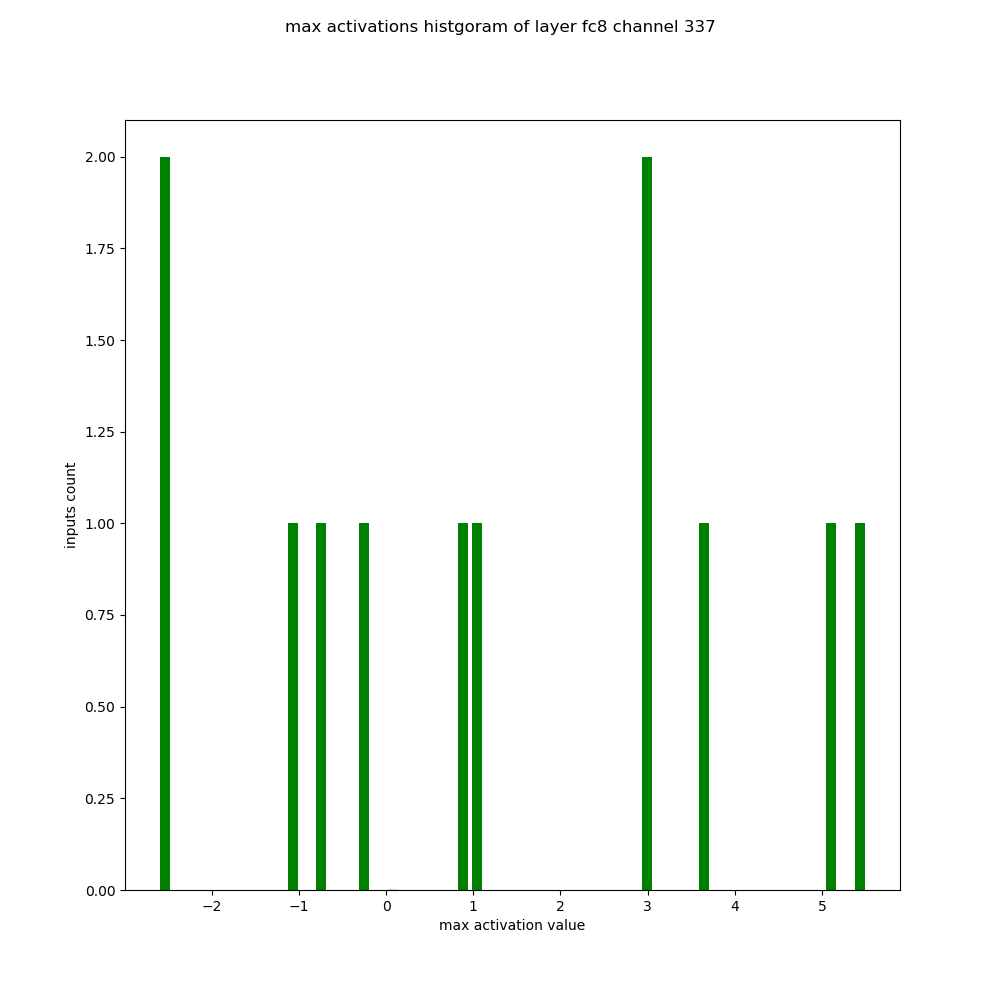 max activations histgoram of layer fc8 channel 337
2.00
1.75
1.50
1.25
1.00
0.75
0.50
0.25
0.00
inputs count
−2 −1 0 1 2 3 4 5
max activation value